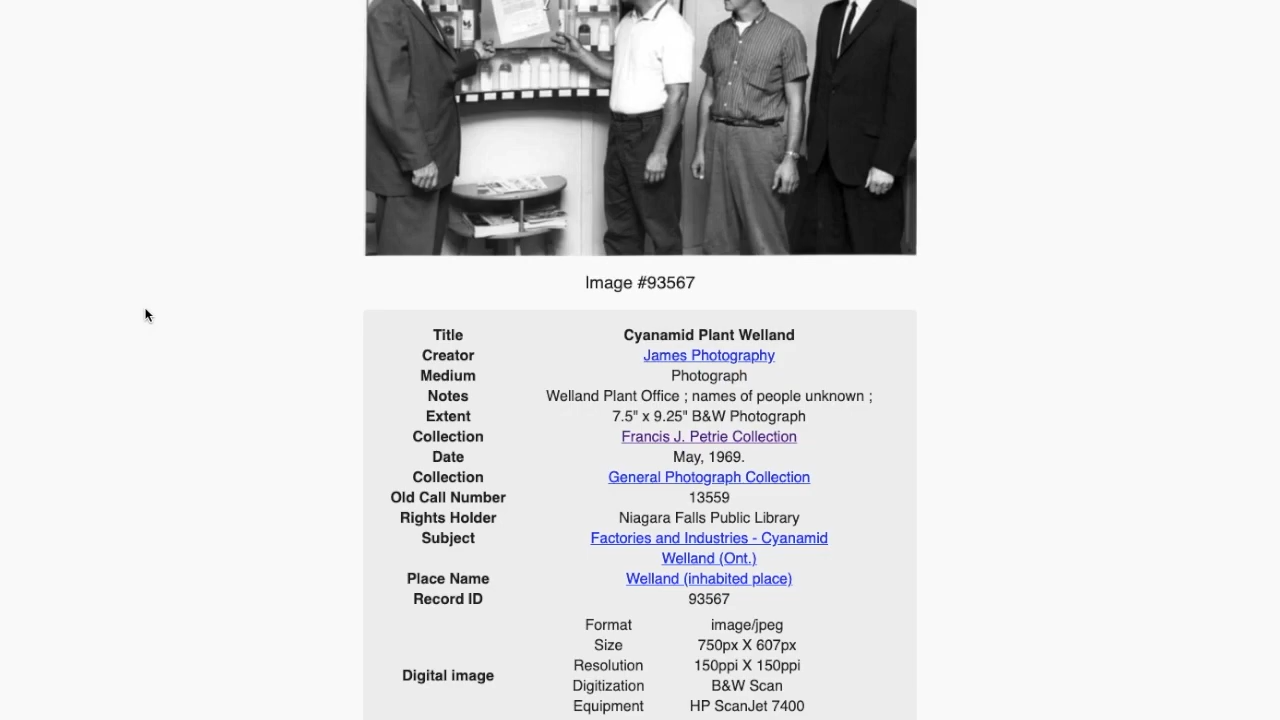 Image #93567
Title Cyanamid Plant Welland
Creator James Photography
Medium Photograph
Notes Welland Plant Office ; names of people unknown ;
Extent 7.5" x 9.25" B&W Photograph
Collection Francis J. Petrie Collection
Date May, 1969.
Collection General Photograph Collection
Old Call Number 13559
Rights Holder Niagara Falls Public Library
Subject Factories and Industries - Cyanamid
Welland (Ont.)
Place Name Welland (inhabited place)
Record ID 93567
Digital image
Format image/jpeg
Size 750px X 607px
Resolution 150ppi X 150ppi
Digitization B&W Scan
Equipment HP ScanJet 7400